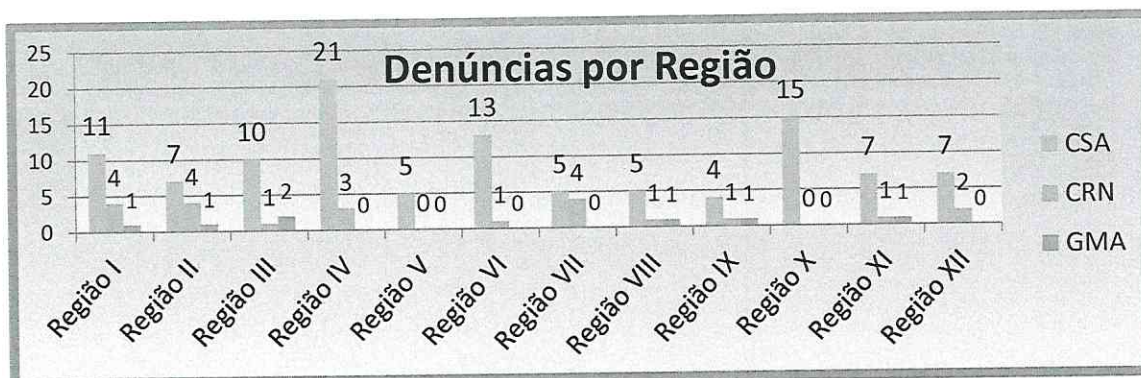 Denúncias por Região
25
20
15
10
5
0
11 4 1
7 4 1
10 1 2
21 3 0
5 0 0
13 1 0
5 4 0
5 1 1
4 1 1
15 0 0
7 1 1
7 2 0
Região I
Região II
Região III
Região IV
Região V
Região VI
Região VII
Região VIII
Região IX
Região X
Região XI
Região XII
CSA
CRN
GMA